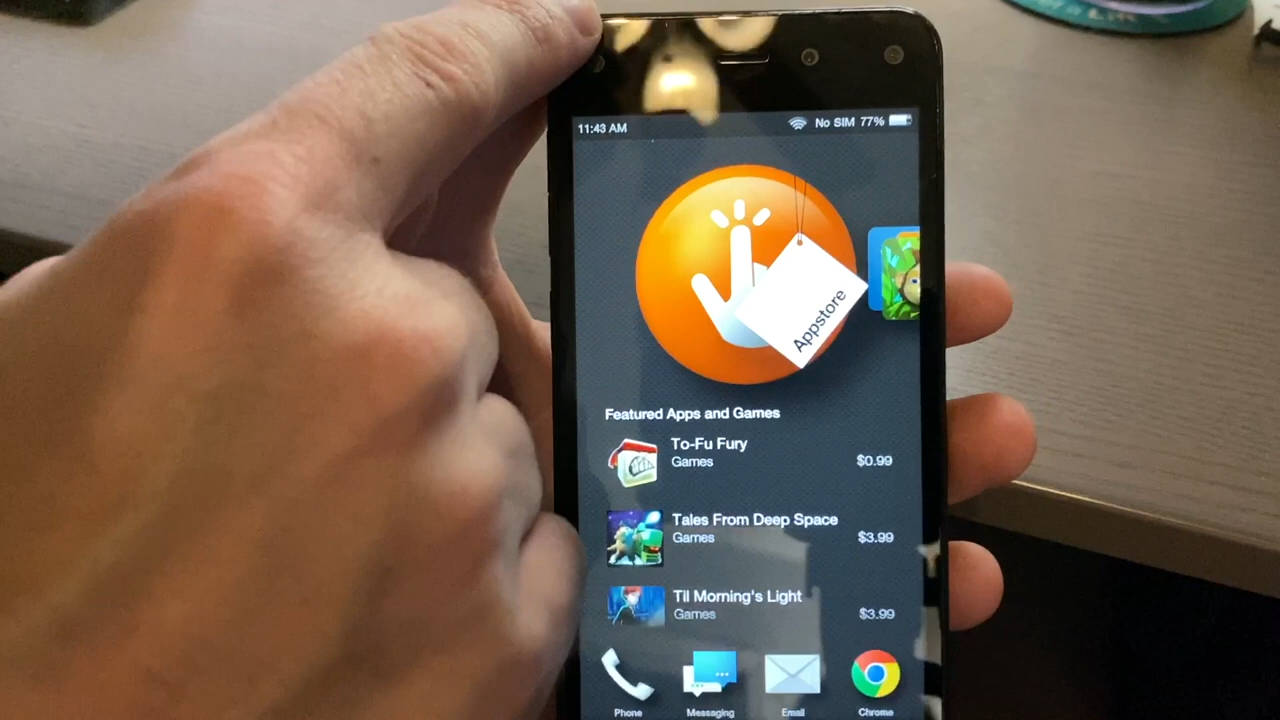 11:43 AM
No SIM 77%
Appstore
Featured Apps and Games
To-Fu Fury
Games
$0.99
Tales From Deep Space
Games
$3.99
Til Morning's Light
Games
$3.99
Phone
Messaging
Email
Chrome